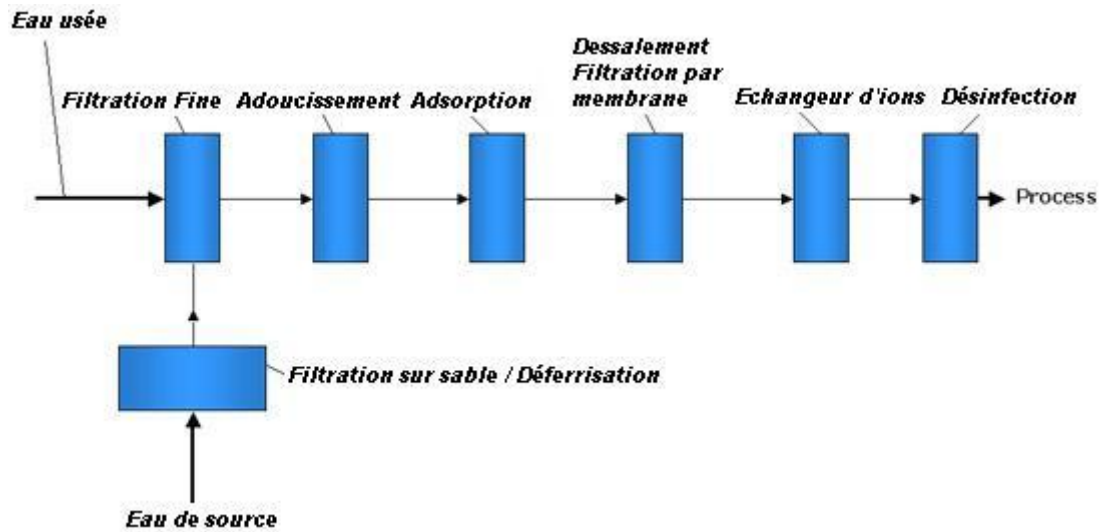 Eau usée
Dessalement
Filtration par
membrane
Filtration Fine
Adoucissement
Adsorption
Echangeur d'ions
Désinfection
Process
Filtration sur sable / Déferrisation
Eau de source